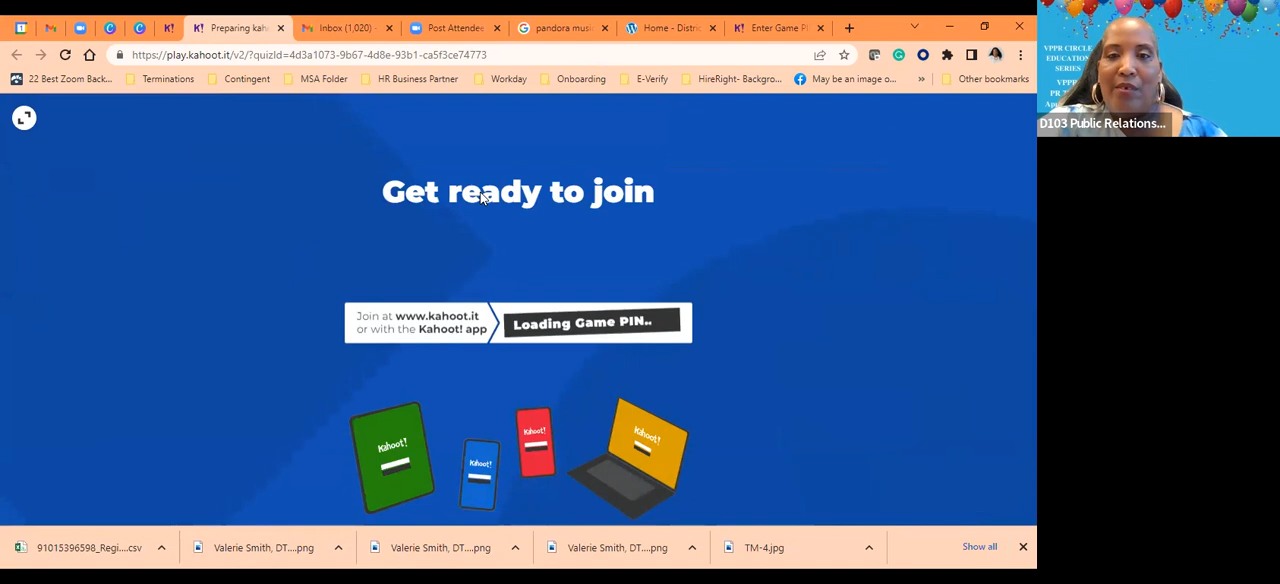 Preparing kah
Inbox (1,020) -
Post Attendee
pandora musi
Home - Distri
Enter Game P
https://play.kahoot.it/v2/?quizId=4d3a1073-9b67-4d8e-93b1-ca5f3ce74773
22 Best Zoom Back...
Terminations
Contingent
MSA Folder
HR Business Partner
Workday
Onboarding
E-Verify
HireRight- Backgro...
May be an image o...
»
Other bookmarks
VPPR CIRCLE
EDUCATION
SERIES
VPPR
D103 Public Relations...
Get ready to join
Join at www.kahoot.it
or with the Kahoot! app
Loading Game PIN..
Kahoot!
Kahoot!
Kahoot!
Kahoot!
91015396598_Regi....csv
Valerie Smith, DT....png
Valerie Smith, DT....png
Valerie Smith, DT....png
TM-4.jpg
Show all